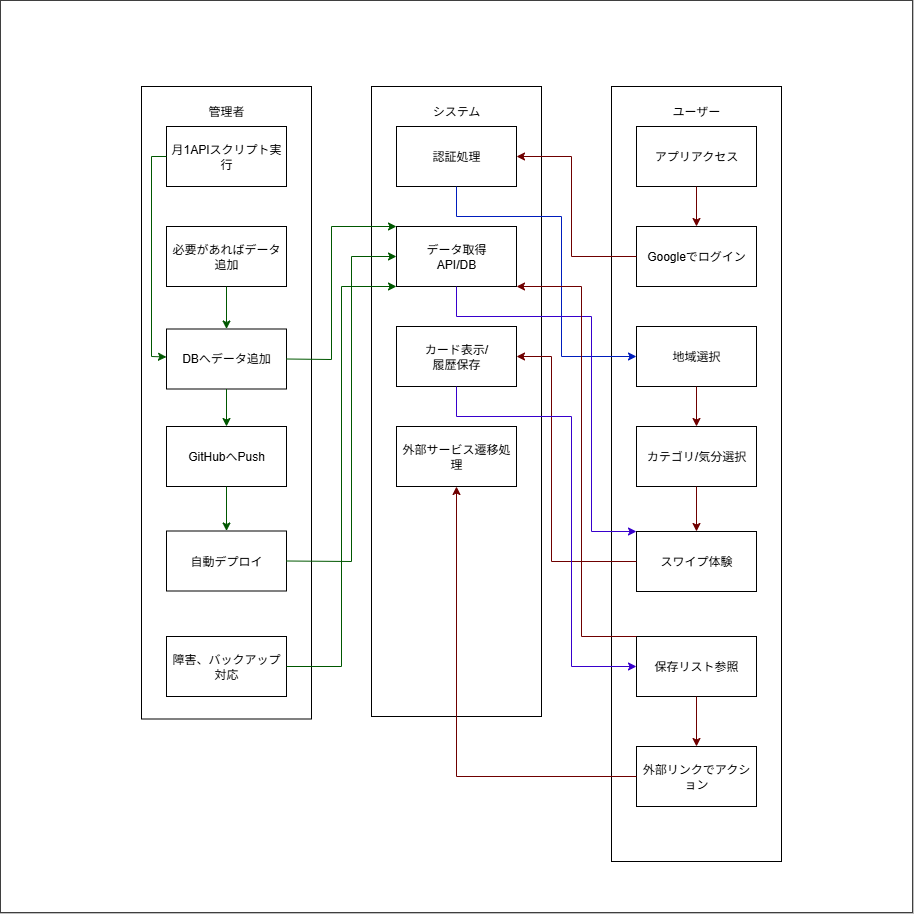 管理者
月1APIスクリプト実
行
必要があればデータ
追加
DBへデータ追加
GitHubへPush
自動デプロイ
障害、バックアップ
対応
システム
認証処理
データ取得
API/DB
カード表示/
履歴保存
外部サービス遷移処
理
ユーザー
アプリアクセス
Googleでログイン
地域選択
カテゴリ/気分選択
スワイプ体験
保存リスト参照
外部リンクでアクシ
ョン